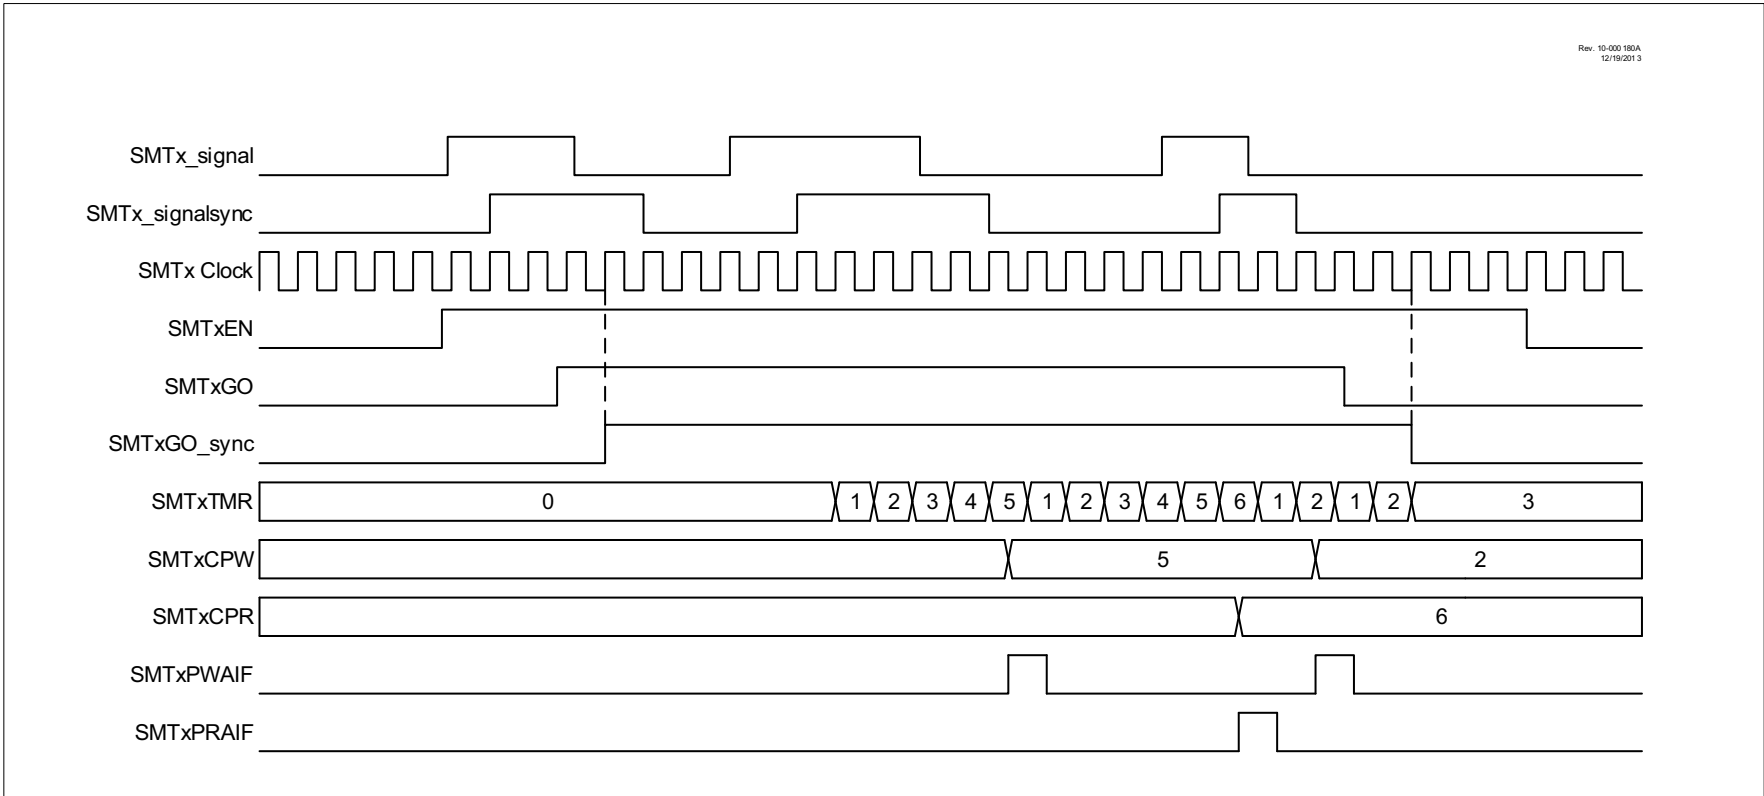 Rev. 10-000 180A
12/19/201 3
SMTx_signal
SMTx_signalsync
SMTx Clock
SMTxEN
SMTxGO
SMTxGO_sync
SMTxTMR 0 1 2 3 4 5 1 2 3 4 5 6 1 2 1 2 3
SMTxCPW 5 2
SMTxCPR 6
SMTxPWAIF
SMTxPRAIF